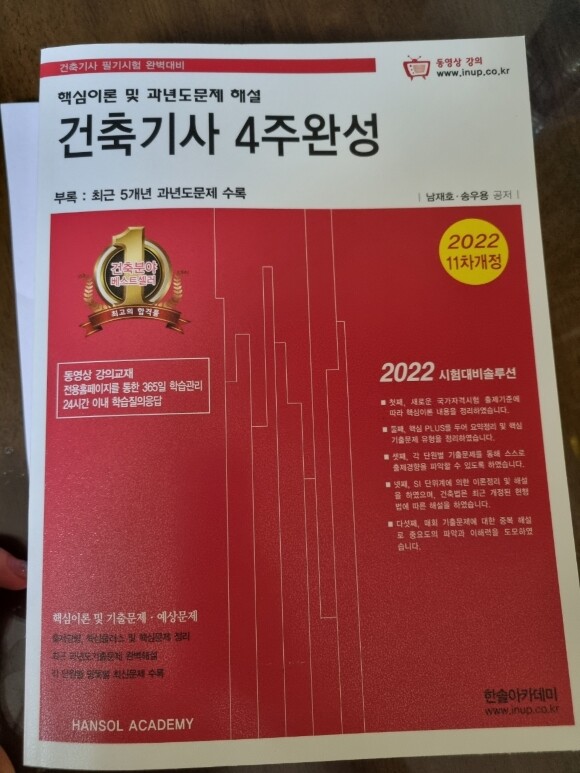 건축기사 필기시험 완벽대비
동영상 강의
www.inup.co.kr
핵심이론 및 과년도문제 해설
건축기사 4주완성
부록 : 최근 5개년 과년도문제 수록
남재호 · 송우용 공저
1
건축분야
베스트셀러
최고의 합격률
2022
11차개정
동영상 강의교재
전용홈페이지를 통한 365일 학습관리
24시간 이내 학습질의응답
2022 시험대비솔루션
■ 첫째, 새로운 국가자격시험 출제기준에
따라 핵심이론 내용을 정리하였습니다.
■ 둘째, 핵심 PLUS를 두어 요약정리 및 핵심
기출문제 유형을 정리하였습니다.
■ 셋째, 각 단원별 기출문제를 통해 스스로
출제경향을 파악할 수 있도록 하였습니다.
■ 넷째, SI 단위계에 의한 이론정리 및 해설
을 하였으며, 건축법은 최근 개정된 현행
법에 따른 해설을 하였습니다.
■ 다섯째, 매회 기출문제에 대한 중복 해설
로 중요도의 파악과 이해력을 도모하였
습니다.
핵심이론 및 기출문제 · 예상문제
출제경향, 핵심플러스 및 핵심문제 정리
최근 과년도기출문제 완벽해설
각 단원별 최신문제 수록
HANSOL ACADEMY
한솔아카데미
www.inup.co.kr